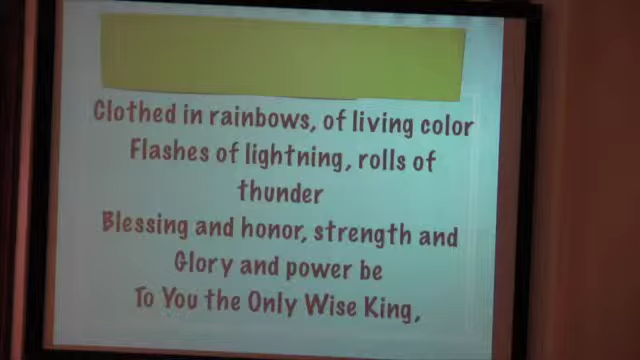 Clothed in rainbows, of living color
Flashes of lightning, rolls of
thunder
Blessing and honor, strength and
Glory and power be
To You the Only Wise King,